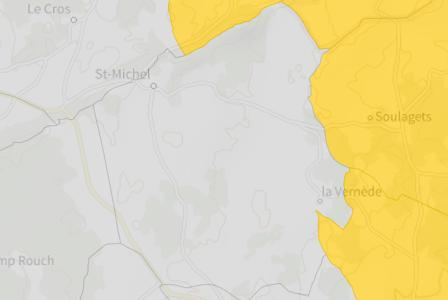 Le Cros
St-Michel
Soulagets
la Vernède
mp Rouch